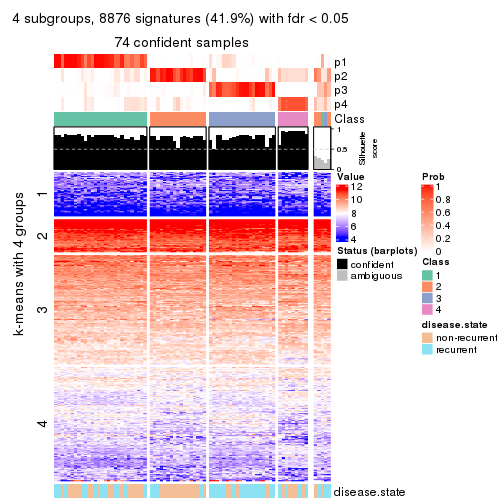 4 subgroups, 8876 signatures (41.9%) with fdr < 0.05
74 confident samples
p1
p2
p3
p4
Class
1
0.5
0
Silhouette
score
k-means with 4 groups
1
2
3
4
Value
12
10
8
6
4
Status (barplots)
confident
ambiguous
Prob
1
0.8
0.6
0.4
0.2
0
Class
1
2
3
4
disease.state
non-recurrent
recurrent
disease.state